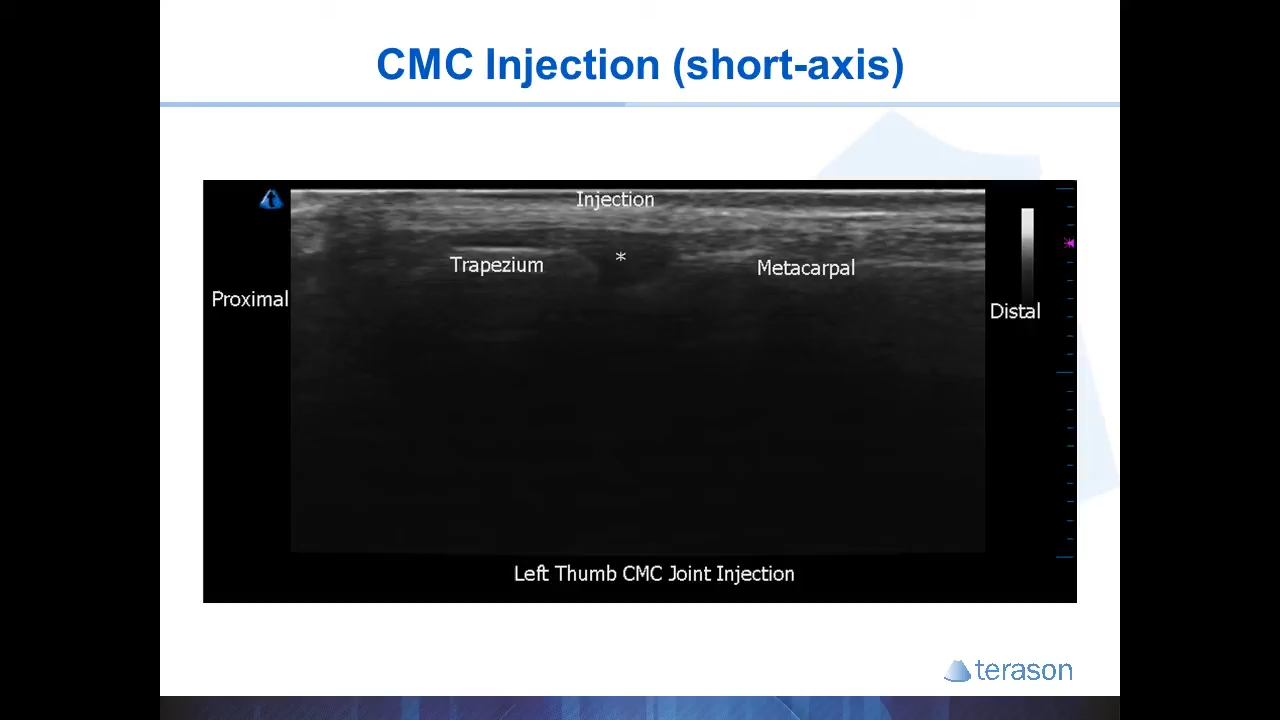 CMC Injection (short-axis)
Injection
*
Trapezium
Metacarpal
Proximal
Distal
Left Thumb CMC Joint Injection
terason